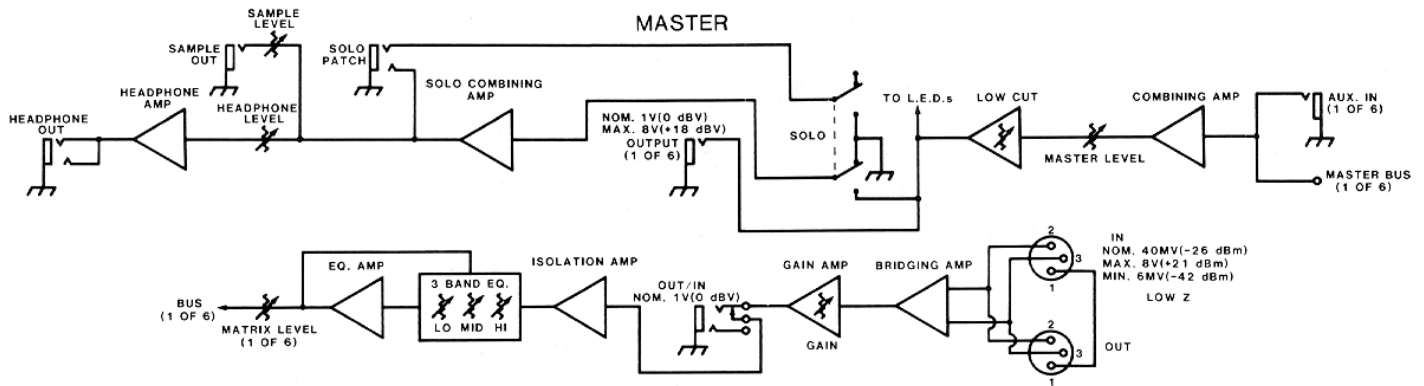 MASTER
SAMPLE
LEVEL
SAMPLE
OUT
SOLO
PATCH
HEADPHONE
AMP
HEADPHONE
LEVEL
SOLO COMBINING
AMP
HEADPHONE
OUT
NOM. 1V(0 dBV)
MAX. 8V(+18 dBV)
OUTPUT
(1 OF 6)
SOLO
TO L.E.D.s
LOW CUT
MASTER LEVEL
COMBINING AMP
AUX. IN
(1 OF 6)
MASTER BUS
(1 OF 6)
BUS
(1 OF 6)
MATRIX LEVEL
(1 OF 6)
EQ. AMP
3 BAND EQ.
LO MID HI
ISOLATION AMP
OUT/IN
NOM. 1V(0 dBV)
GAIN AMP
GAIN
BRIDGING AMP
2
3
1
IN
NOM. 40MV(-26 dBm)
MAX. 8V(+21 dBm)
MIN. 6MV(-42 dBm)
LOW Z
2
3
1
OUT